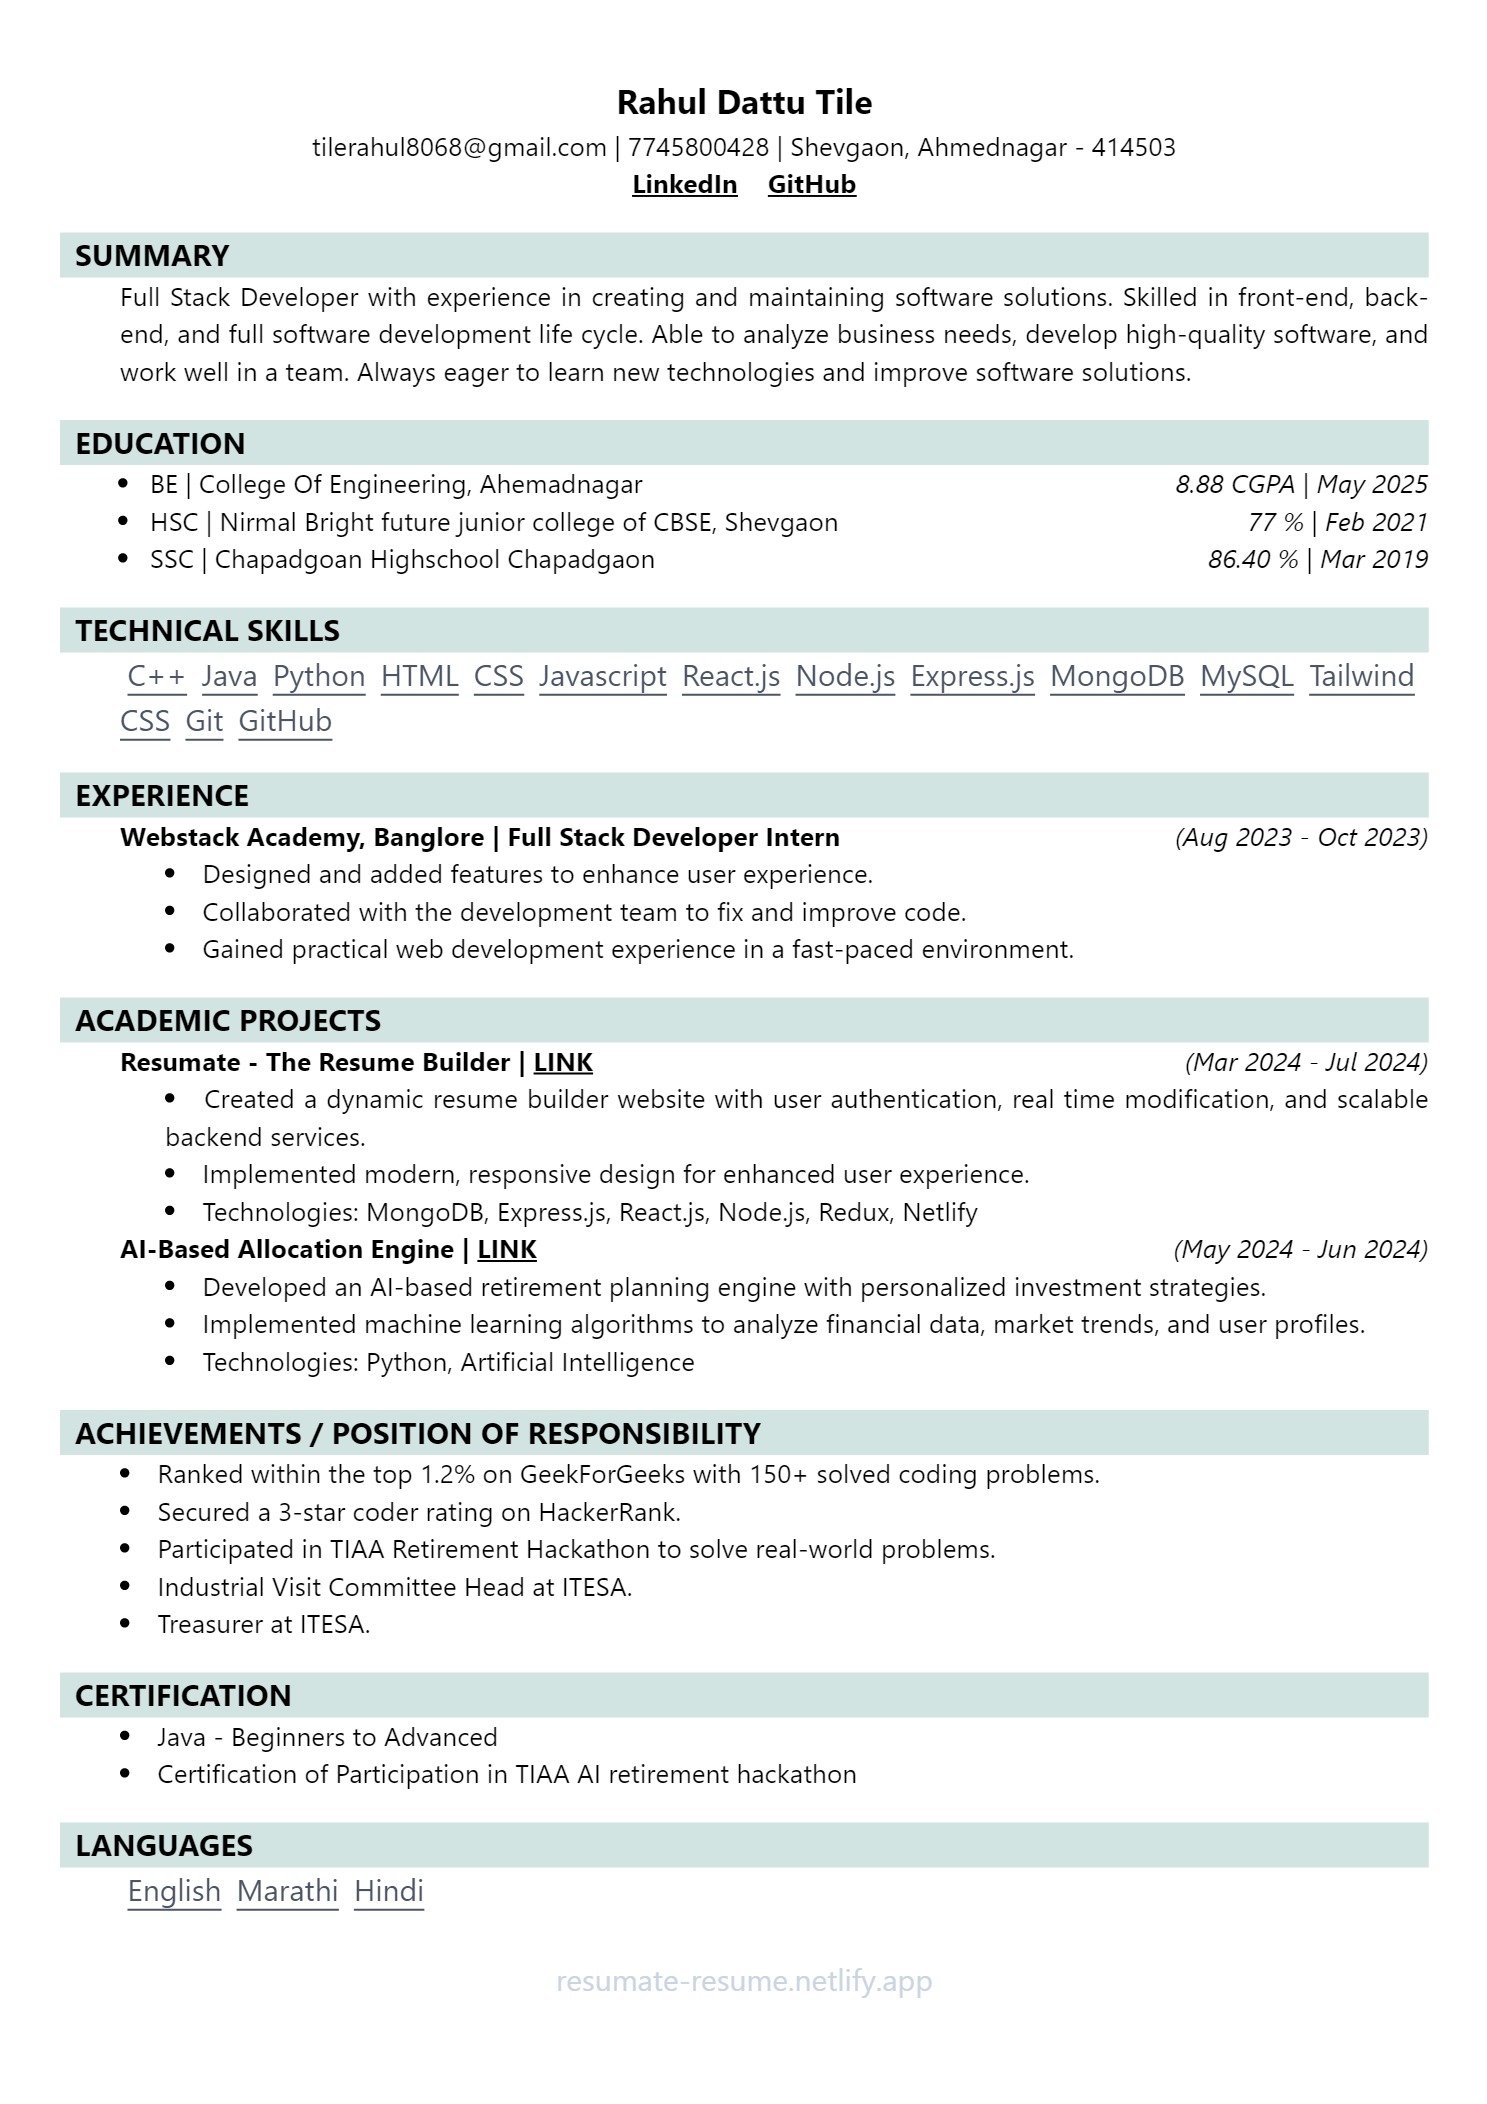 Rahul Dattu Tile
tilerahul8068@gmail.com | 7745800428 | Shevgaon, Ahmednagar - 414503
LinkedIn GitHub
SUMMARY
Full Stack Developer with experience in creating and maintaining software solutions. Skilled in front-end, back-
end, and full software development life cycle. Able to analyze business needs, develop high-quality software, and
work well in a team. Always eager to learn new technologies and improve software solutions.
EDUCATION
• BE | College Of Engineering, Ahemadnagar 8.88 CGPA | May 2025
• HSC | Nirmal Bright future junior college of CBSE, Shevgaon 77 % | Feb 2021
• SSC | Chapadgoan Highschool Chapadgaon 86.40 % | Mar 2019
TECHNICAL SKILLS
C++ Java Python HTML CSS Javascript React.js Node.js Express.js MongoDB MySQL Tailwind
CSS Git GitHub
EXPERIENCE
Webstack Academy, Banglore | Full Stack Developer Intern (Aug 2023 - Oct 2023)
• Designed and added features to enhance user experience.
• Collaborated with the development team to fix and improve code.
• Gained practical web development experience in a fast-paced environment.
ACADEMIC PROJECTS
Resumate - The Resume Builder | LINK (Mar 2024 - Jul 2024)
• Created a dynamic resume builder website with user authentication, real time modification, and scalable
backend services.
• Implemented modern, responsive design for enhanced user experience.
• Technologies: MongoDB, Express.js, React.js, Node.js, Redux, Netlify
AI-Based Allocation Engine | LINK (May 2024 - Jun 2024)
• Developed an AI-based retirement planning engine with personalized investment strategies.
• Implemented machine learning algorithms to analyze financial data, market trends, and user profiles.
• Technologies: Python, Artificial Intelligence
ACHIEVEMENTS / POSITION OF RESPONSIBILITY
• Ranked within the top 1.2% on GeekForGeeks with 150+ solved coding problems.
• Secured a 3-star coder rating on HackerRank.
• Participated in TIAA Retirement Hackathon to solve real-world problems.
• Industrial Visit Committee Head at ITESA.
• Treasurer at ITESA.
CERTIFICATION
• Java - Beginners to Advanced
• Certification of Participation in TIAA AI retirement hackathon
LANGUAGES
English Marathi Hindi
resumate-resume.netlify.app